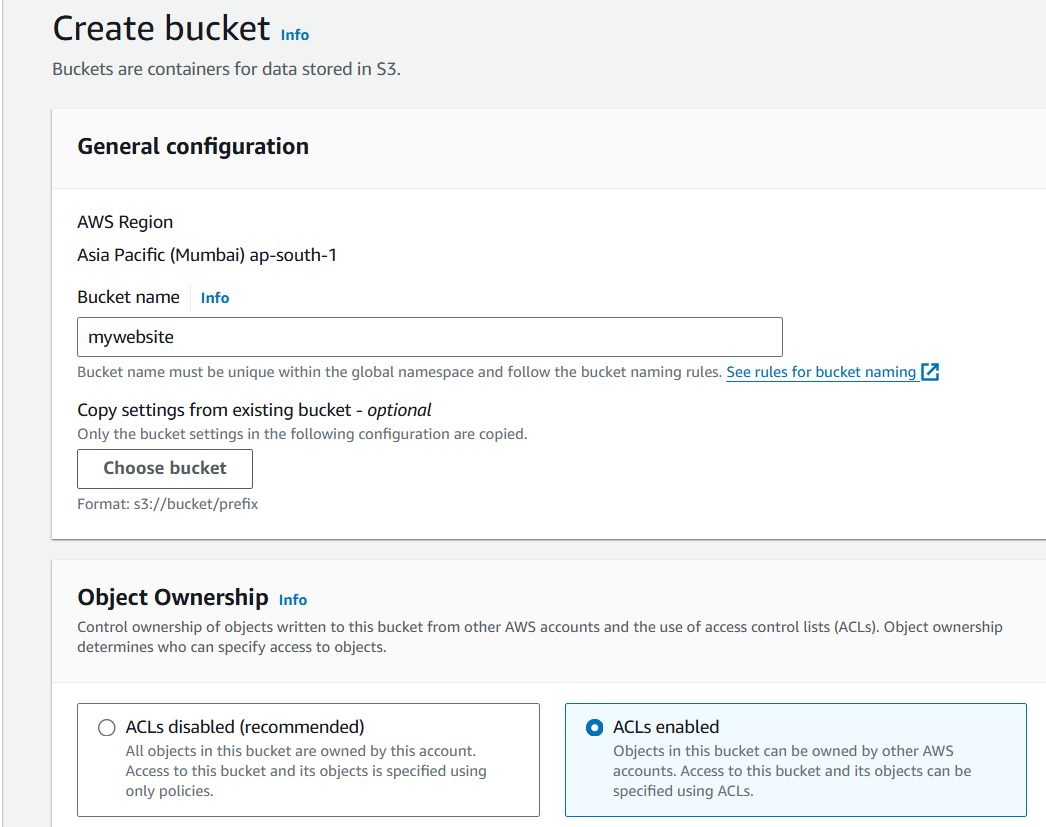 Create bucket Info
Buckets are containers for data stored in S3.
General configuration
AWS Region
Asia Pacific (Mumbai) ap-south-1
Bucket name Info
mywebsite
Bucket name must be unique within the global namespace and follow the bucket naming rules. See rules for bucket naming
Copy settings from existing bucket - optional
Only the bucket settings in the following configuration are copied.
Choose bucket
Format: s3://bucket/prefix
Object Ownership Info
Control ownership of objects written to this bucket from other AWS accounts and the use of access control lists (ACLs). Object ownership
determines who can specify access to objects.
ACLs disabled (recommended)
All objects in this bucket are owned by this account.
Access to this bucket and its objects is specified using
only policies.
ACLs enabled
Objects in this bucket can be owned by other AWS
accounts. Access to this bucket and its objects can be
specified using ACLs.